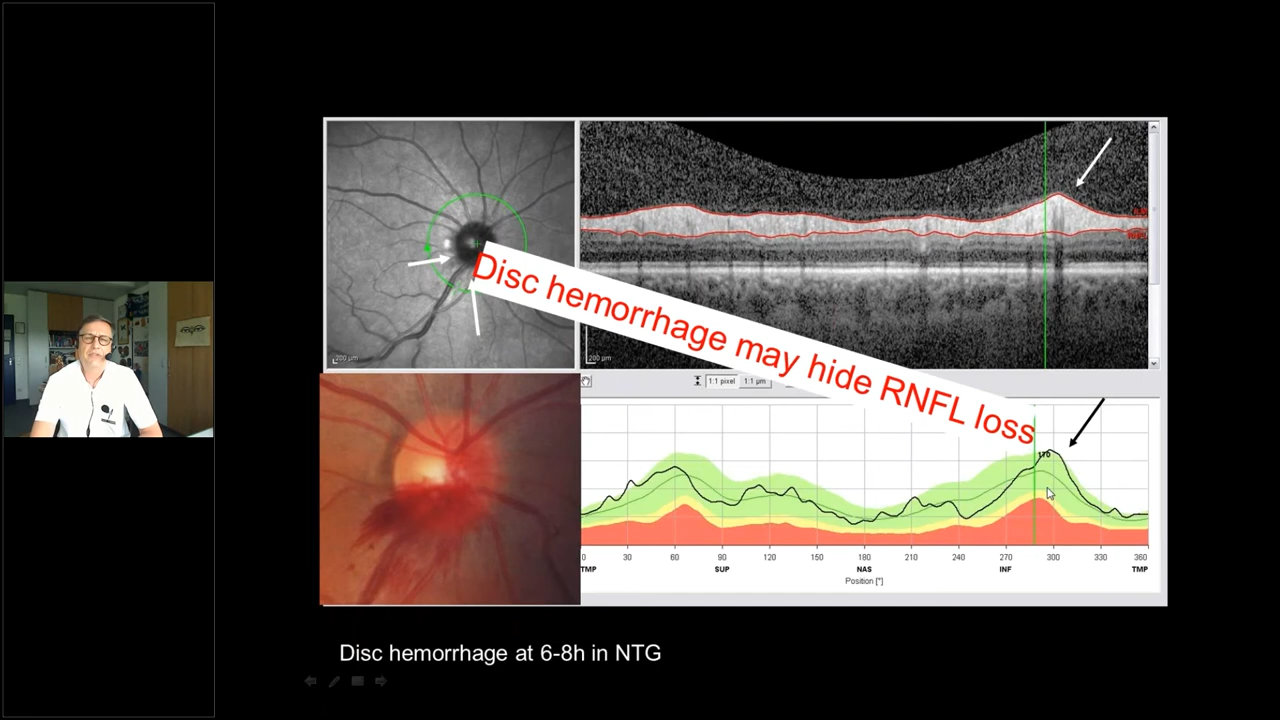 200 µm
200 µm
Disc hemorrhage may hide RNFL loss
1:1 pixel
1:1 µm
170
0 30 60 90 120 150 180 210 240 270 300 330 360
TMP SUP NAS INF TMP
Position [°]
Disc hemorrhage at 6-8h in NTG